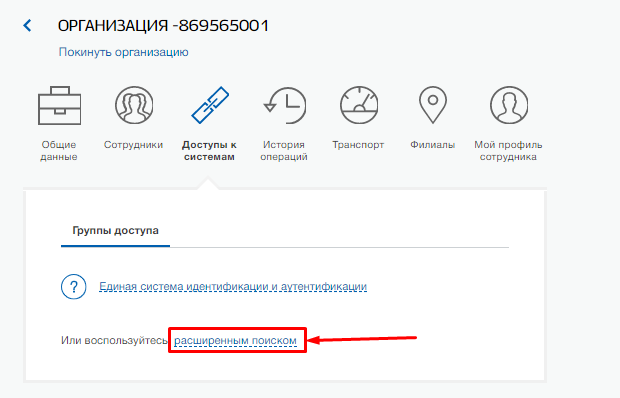 ОРГАНИЗАЦИЯ -869565001
Покинуть организацию
Общие данные
Сотрудники
Доступы к системам
История операций
Транспорт
Филиалы
Мой профиль сотрудника
Группы доступа
? Единая система идентификации и аутентификации
Или воспользуйтесь расширенным поиском